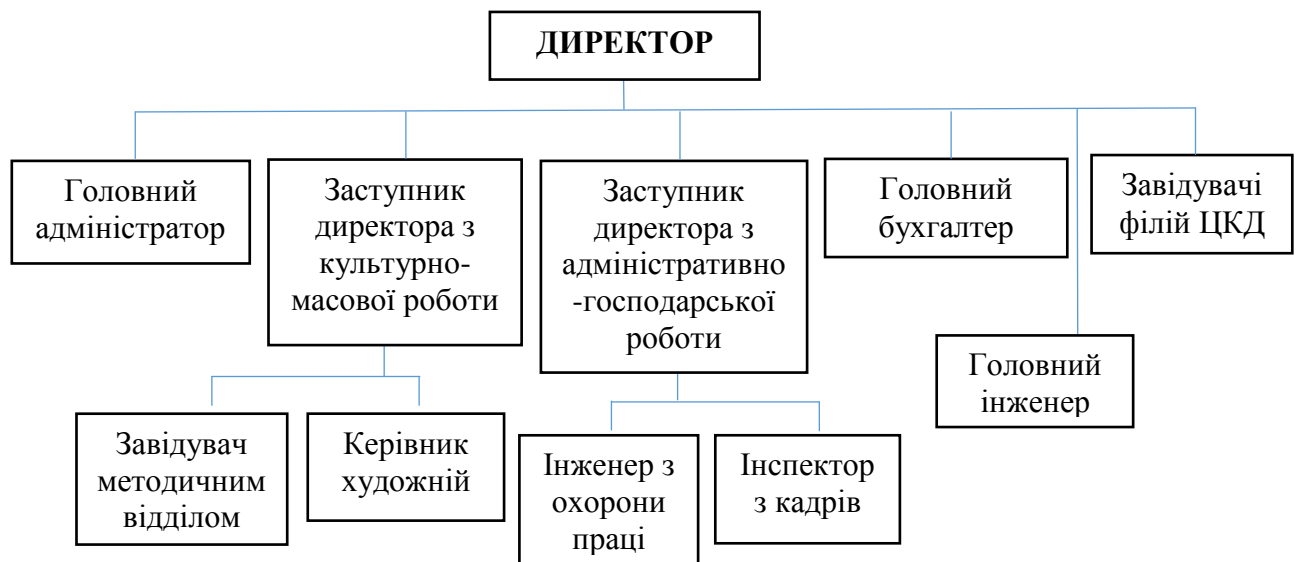 ДИРЕКТОР
Головний
адміністратор
Заступник
директора з
культурно-
масової роботи
Заступник
директора з
адміністративно
-господарської
роботи
Головний
бухгалтер
Завідувачі
філій ЦКД
Головний
інженер
Завідувач
методичним
відділом
Керівник
художній
Інженер з
охорони
праці
Інспектор
з кадрів